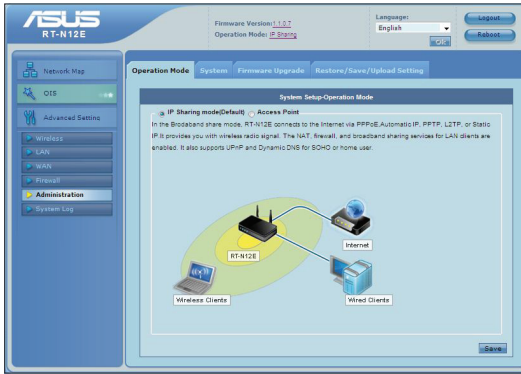 ASUS
RT-N12E
Firmware Version:1.1.0.7
Operation Mode: IP Sharing
Language:
English
OK
Logout
Reboot
Network Map
QIS
Advanced Setting
Wireless
LAN
WAN
Firewall
Administration
System Log
Operation Mode System Firmware Upgrade Restore/Save/Upload Setting
System Setup-Operation Mode
IP Sharing mode(Default) Access Point
In the Brodaband share mode, RT-N12E connects to the Internet via PPPoE,Automatic IP, PPTP, L2TP, or Static
IP.It provides you with wireless radio signal. The NAT, firewall, and broadband sharing services for LAN clients are
enabled. It also supports UPnP and Dynamic DNS for SOHO or home user.
Internet
RT-N12E
Wireless Clients
Wired Clients
Save